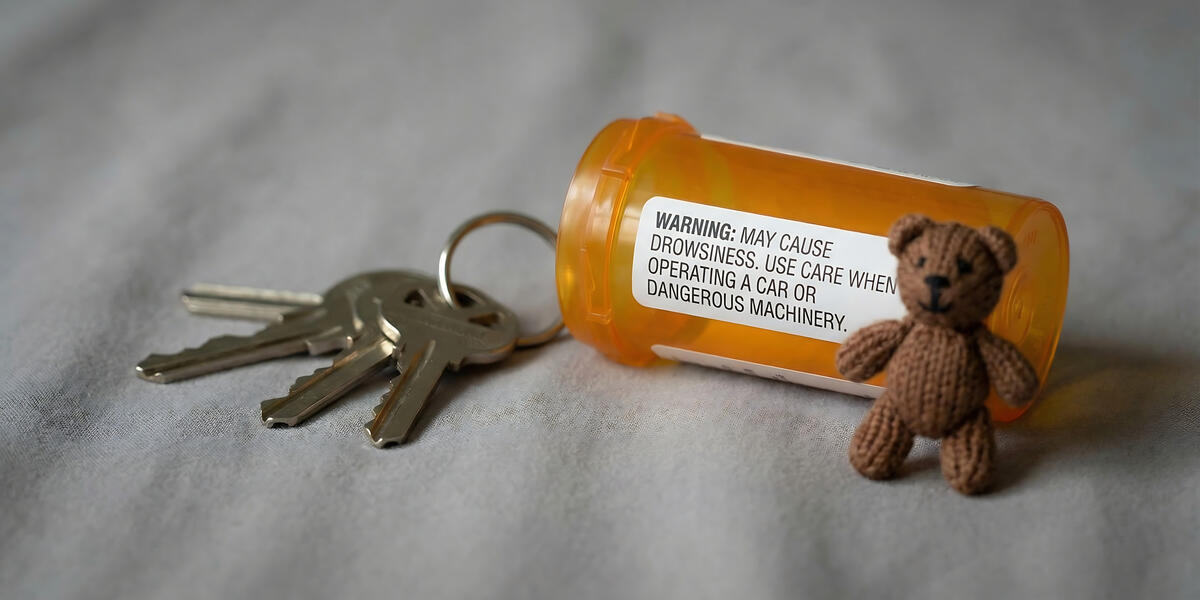 WARNING: MAY CAUSE
DROWSINESS. USE CARE WHEN
OPERATING A CAR OR
DANGEROUS MACHINERY.